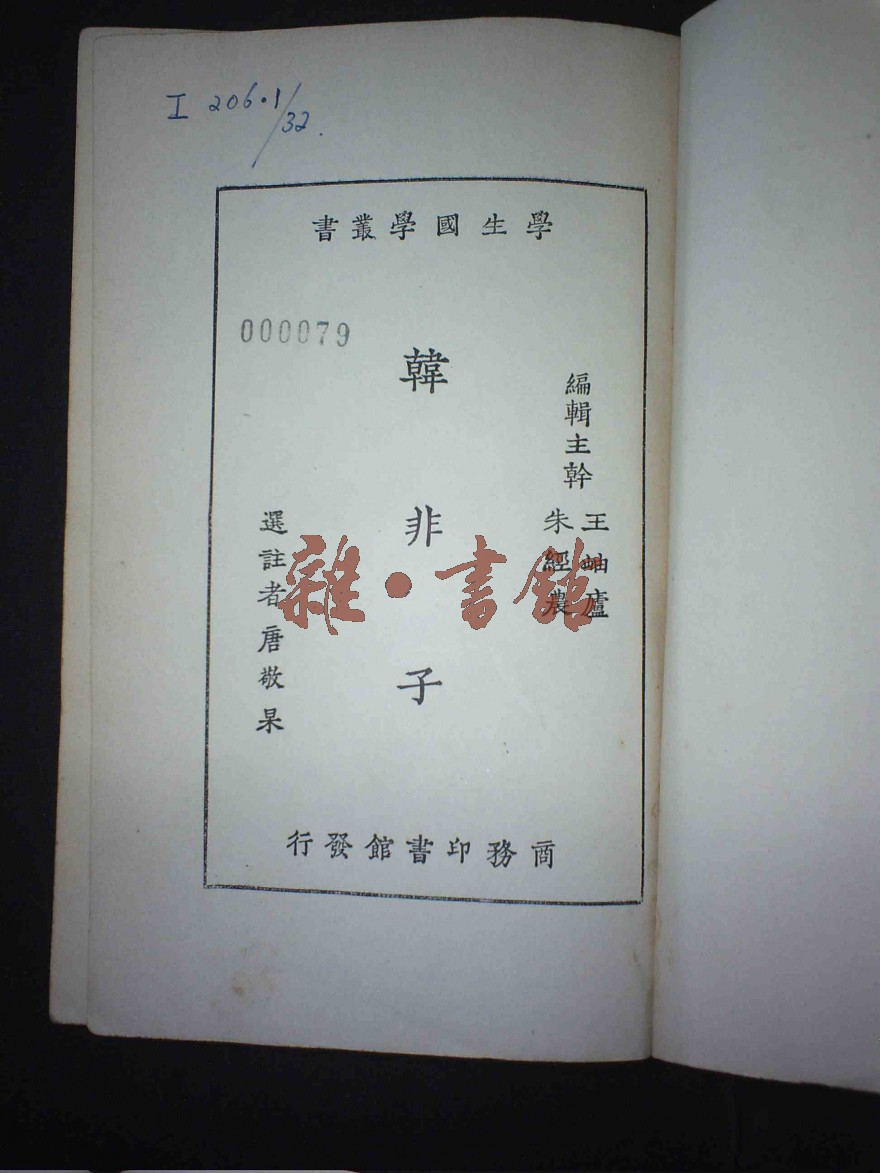 I 206.1/32.
學生國學叢書
000079
編輯主幹
王岫廬
朱經農
韓非子
選註者唐敬杲
商務印書館發行
雜·書館